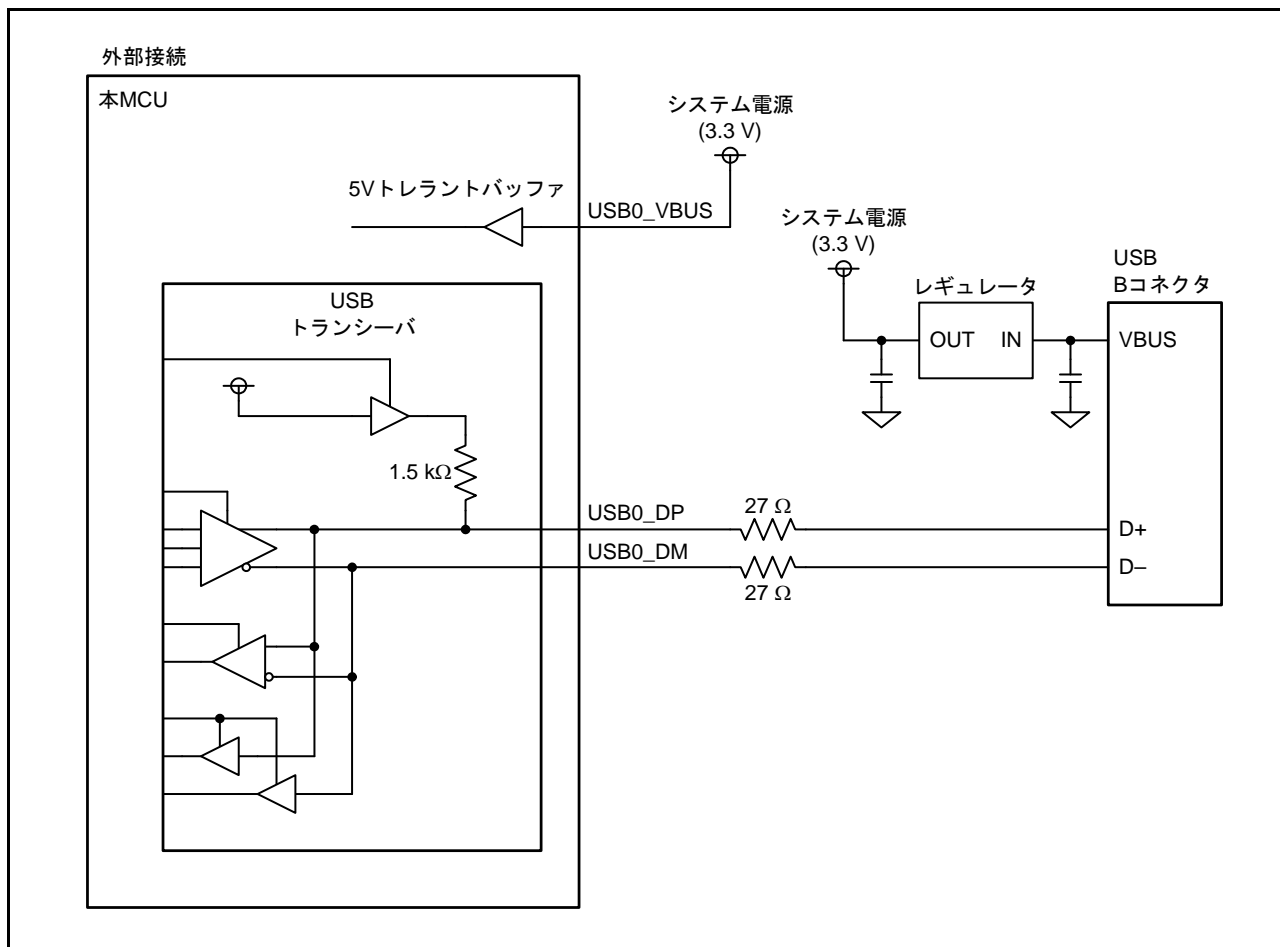 外部接続
本MCU
システム電源
(3.3 V)
5Vトレラントバッファ
USB0_VBUS
システム電源
(3.3 V)
USB
Bコネクタ
レギュレータ
OUT IN
VBUS
USB
トランシーバ
1.5 kΩ
USB0_DP
27 Ω
D+
USB0_DM
27 Ω
D−